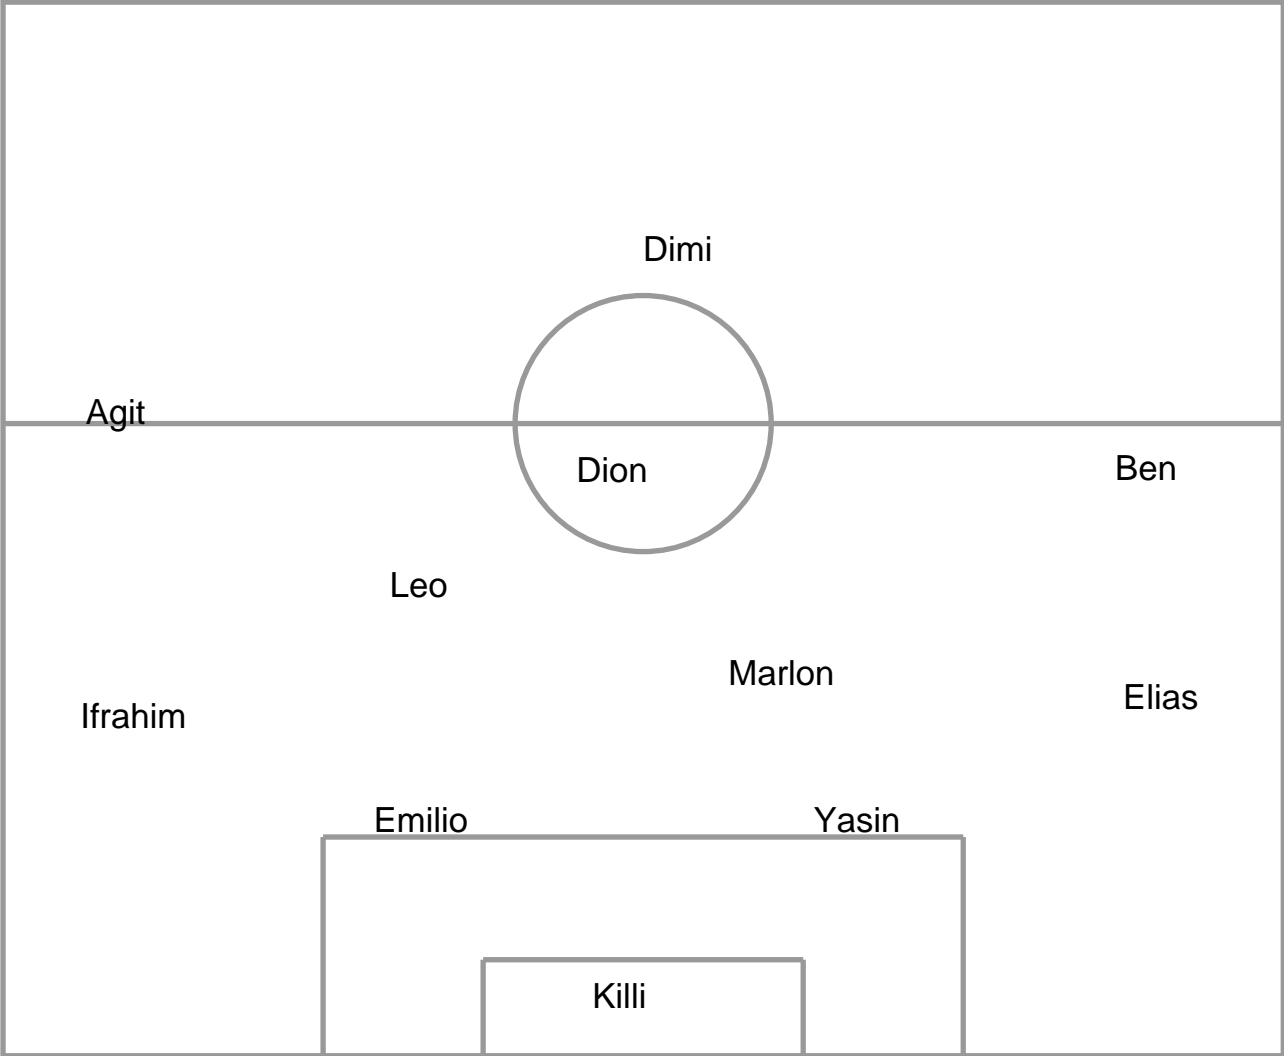 Dimi
Agit
Dion
Ben
Leo
Marlon
Elias
Ifrahim
Emilio
Yasin
Killi